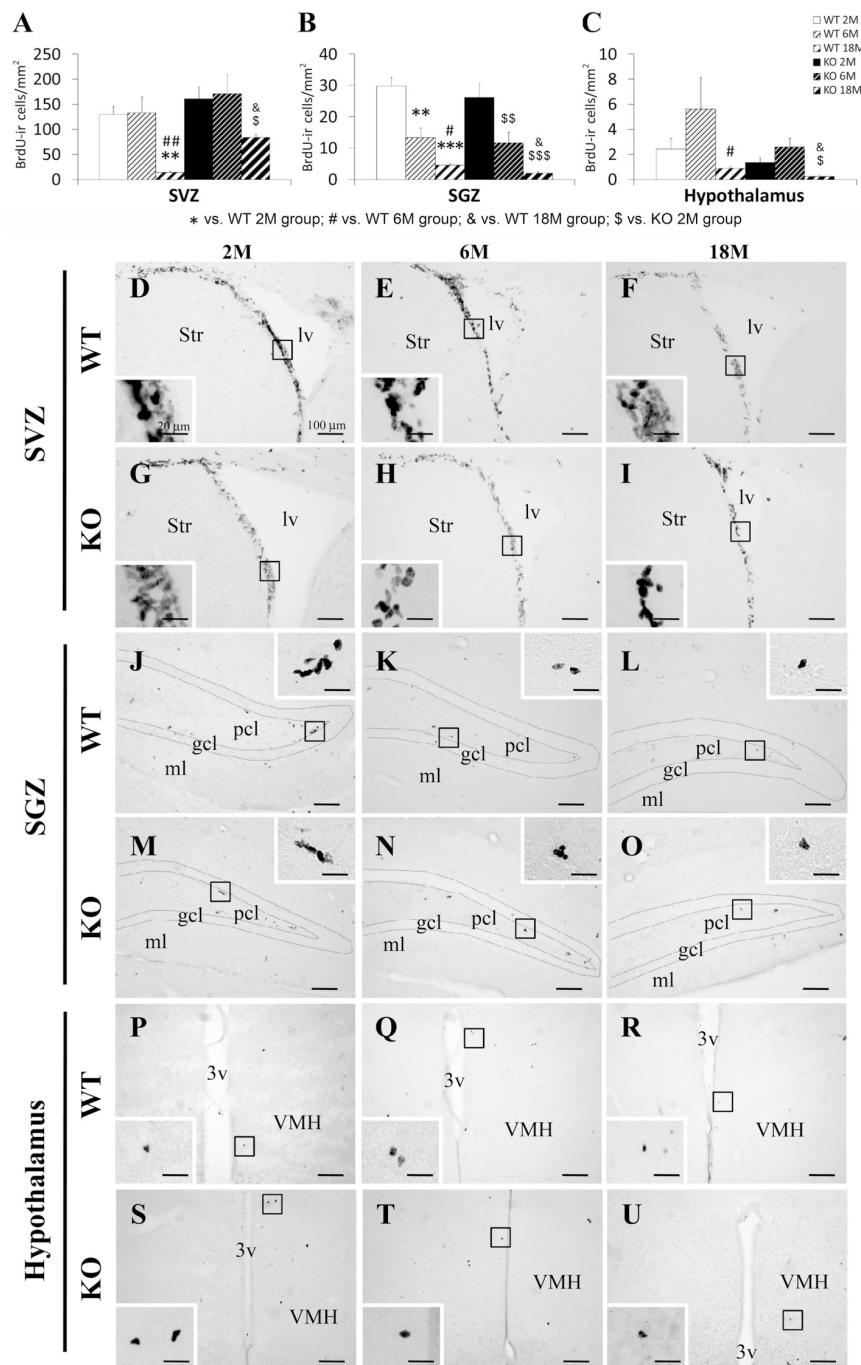 A
B
C
WT 2M
WT 6M
WT 18M
KO 2M
KO 6M
KO 18M
BrdU-ir cells/mm²
250
200
150
100
50
0
##
**
&
$
SVZ
BrdU-ir cells/mm²
40
30
20
10
0
**
#
***
$$
&
$$$
SGZ
BrdU-ir cells/mm²
10
8
6
4
2
0
#
&
$
Hypothalamus
* vs. WT 2M group; # vs. WT 6M group; & vs. WT 18M group; $ vs. KO 2M group
2M
6M
18M
SVZ
WT
D
Str
lv
20 µm
100 µm
E
Str
lv
F
Str
lv
KO
G
Str
lv
H
Str
lv
I
Str
lv
SGZ
WT
J
pcl
gcl
ml
K
pcl
gcl
ml
L
pcl
gcl
ml
KO
M
gcl
pcl
ml
N
gcl
pcl
ml
O
pcl
gcl
ml
Hypothalamus
WT
P
3v
VMH
Q
3v
VMH
R
3v
VMH
KO
S
3v
VMH
T
VMH
U
VMH
3v